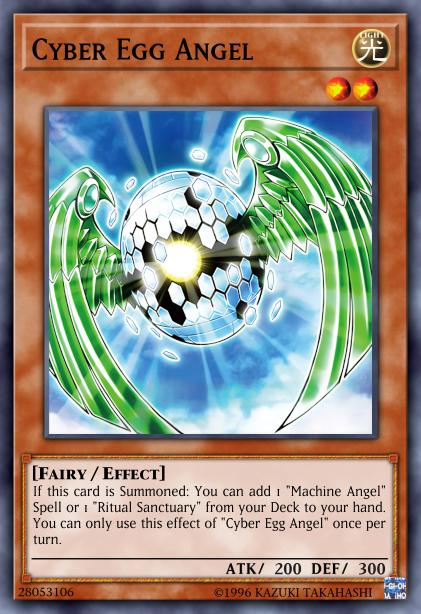 CYBER EGG ANGEL
LIGHT
光
[FAIRY / EFFECT]
If this card is Summoned: You can add 1 "Machine Angel"
Spell or 1 "Ritual Sanctuary" from your Deck to your hand.
You can only use this effect of "Cyber Egg Angel" once per
turn.
ATK/ 200 DEF/ 300
28053106
©1996 KAZUKI TAKAHASHI